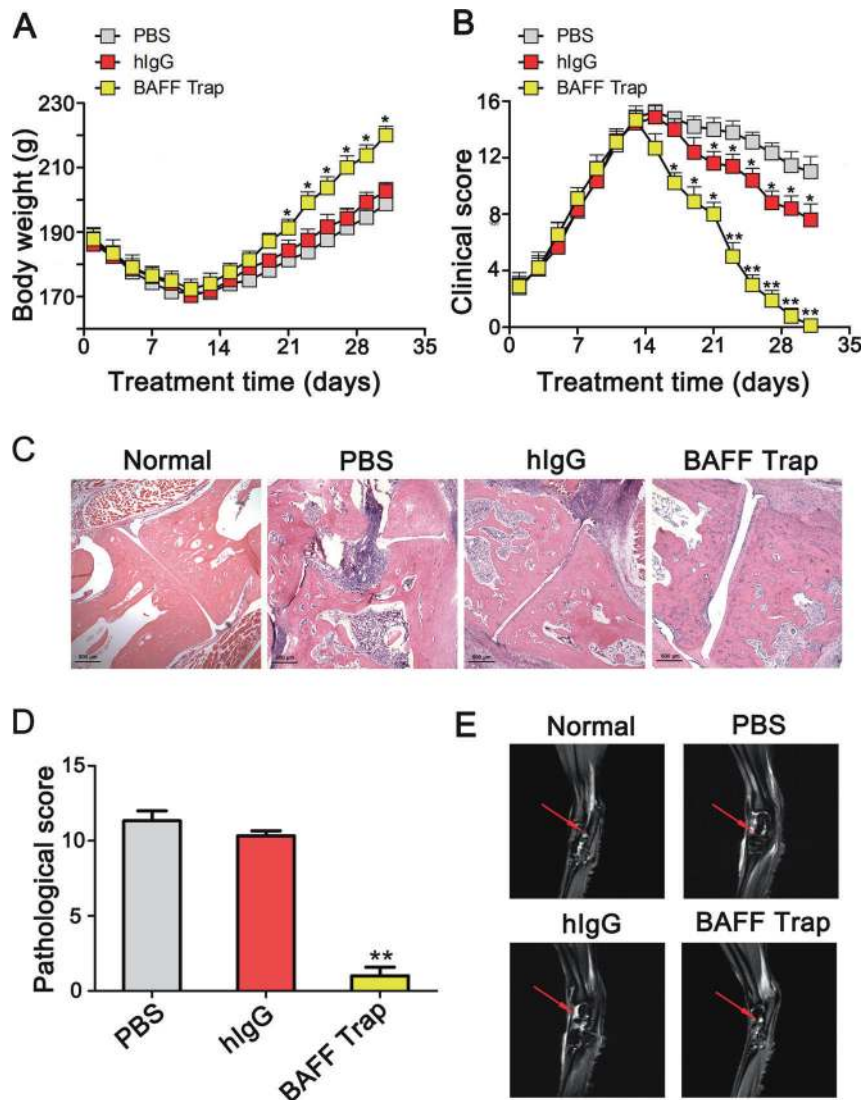 A
PBS
hIgG
BAFF Trap
Body weight (g)
230
210
190
170
0 7 14 21 28 35
Treatment time (days)
* * * * * *
B
PBS
hIgG
BAFF Trap
Clinical score
16
12
8
4
0
0 7 14 21 28 35
Treatment time (days)
* * * * * *
* * * ** ** ** ** **
C
Normal PBS hIgG BAFF Trap
500 μm
D
Pathological score
15
10
5
0
**
PBS hIgG BAFF Trap
E
Normal PBS
hIgG BAFF Trap